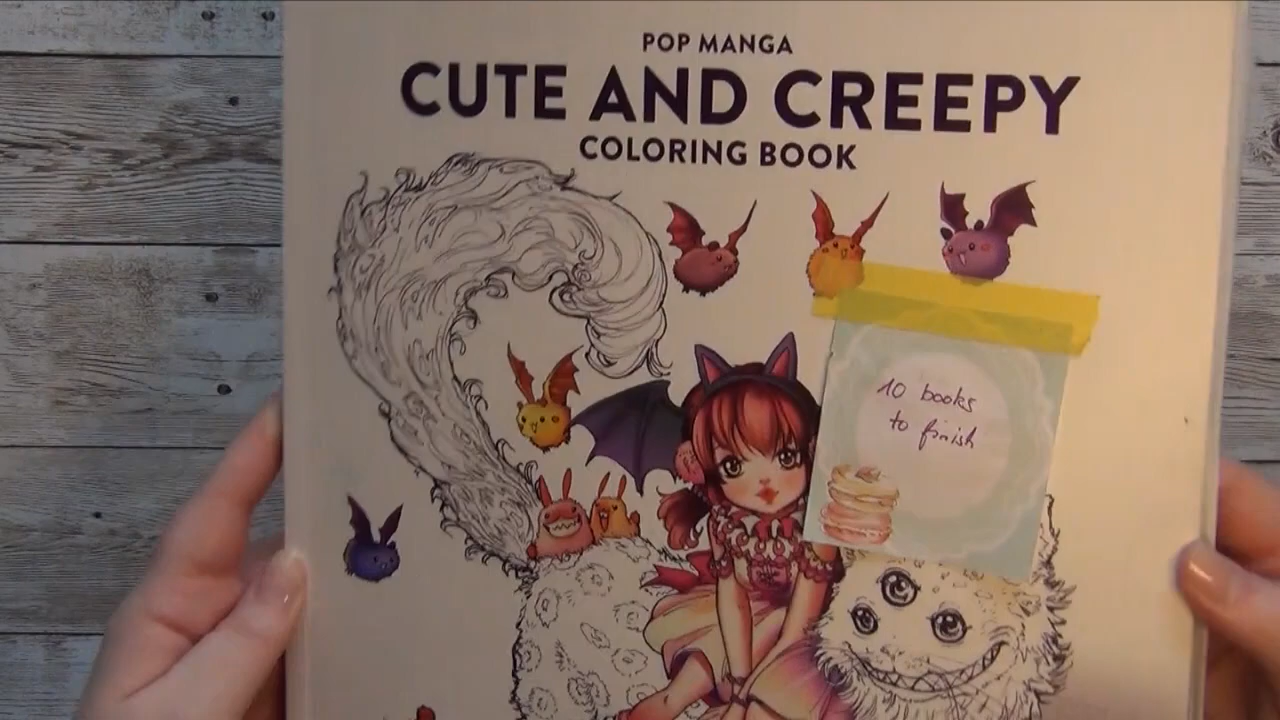 POP MANGA
CUTE AND CREEPY
COLORING BOOK
10 books
to finish